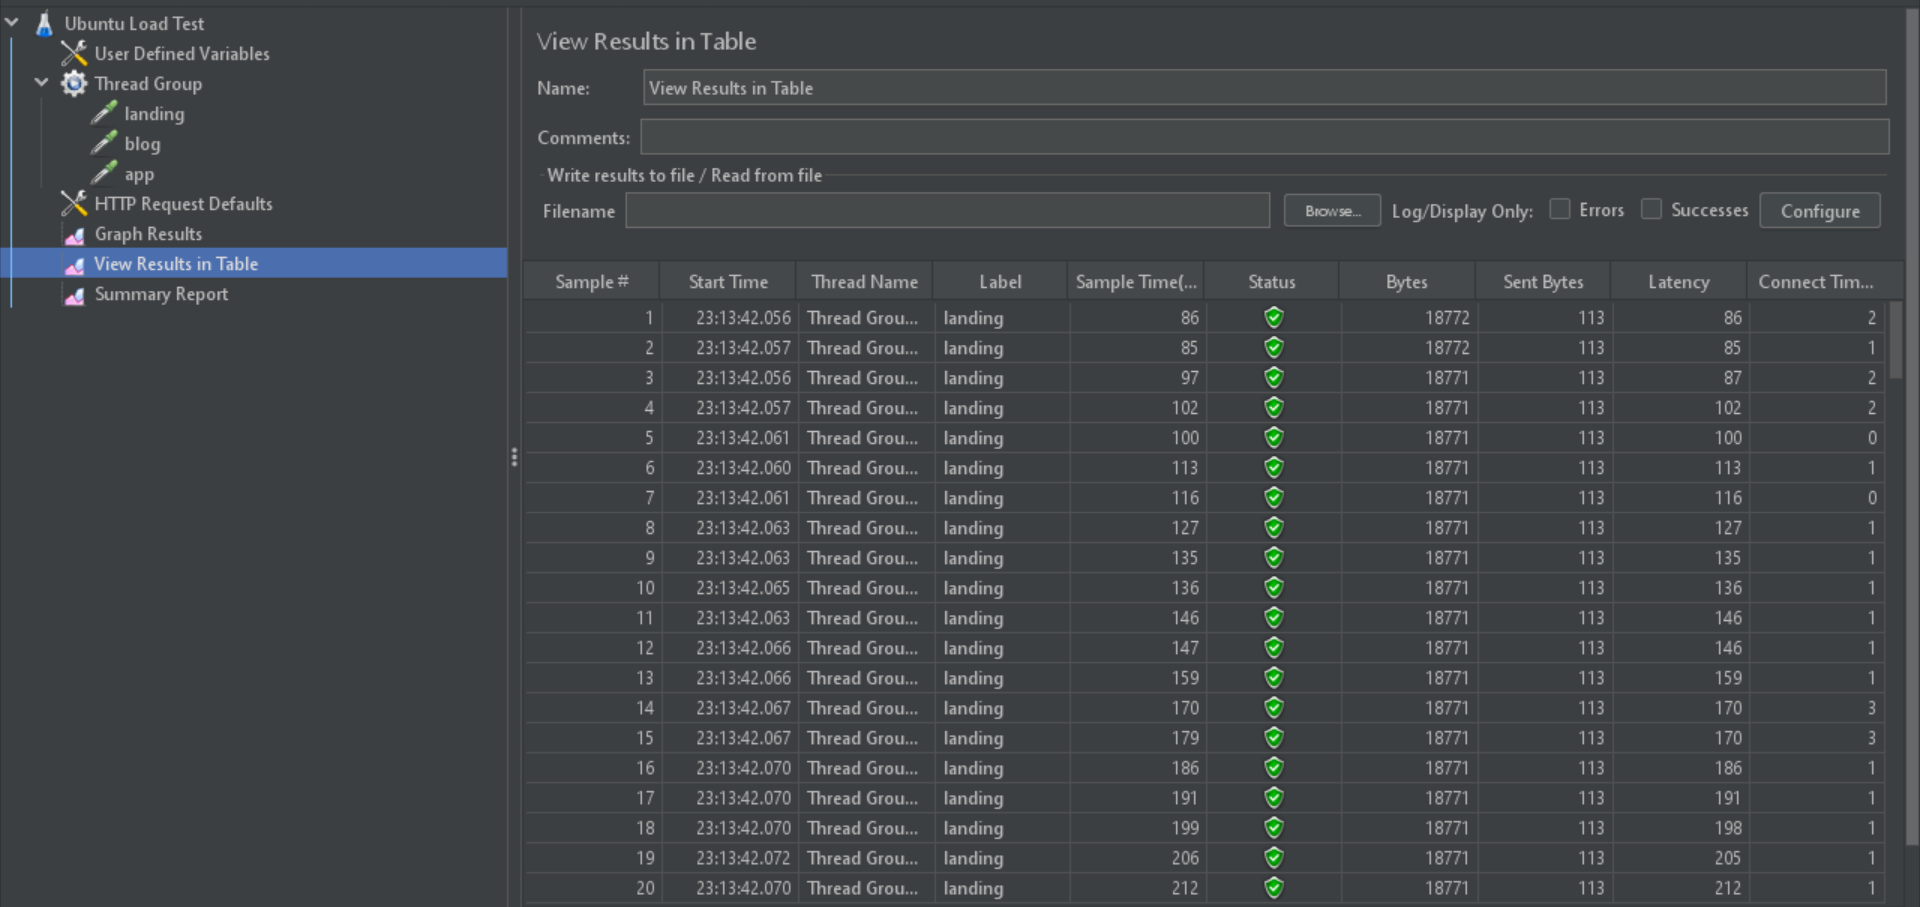 Ubuntu Load Test
User Defined Variables
Thread Group
landing
blog
app
HTTP Request Defaults
Graph Results
View Results in Table
Summary Report
View Results in Table
Name: View Results in Table
Comments:
Write results to file / Read from file
Filename Browse... Log/Display Only: Errors Successes Configure
Sample # Start Time Thread Name Label Sample Time(... Status Bytes Sent Bytes Latency Connect Tim...
1 23:13:42.056 Thread Grou... landing 86 18772 113 86 2
2 23:13:42.057 Thread Grou... landing 85 18772 113 85 1
3 23:13:42.056 Thread Grou... landing 97 18771 113 87 2
4 23:13:42.057 Thread Grou... landing 102 18771 113 102 2
5 23:13:42.061 Thread Grou... landing 100 18771 113 100 0
6 23:13:42.060 Thread Grou... landing 113 18771 113 113 1
7 23:13:42.061 Thread Grou... landing 116 18771 113 116 0
8 23:13:42.063 Thread Grou... landing 127 18771 113 127 1
9 23:13:42.063 Thread Grou... landing 135 18771 113 135 1
10 23:13:42.065 Thread Grou... landing 136 18771 113 136 1
11 23:13:42.063 Thread Grou... landing 146 18771 113 146 1
12 23:13:42.066 Thread Grou... landing 147 18771 113 146 1
13 23:13:42.066 Thread Grou... landing 159 18771 113 159 1
14 23:13:42.067 Thread Grou... landing 170 18771 113 170 3
15 23:13:42.067 Thread Grou... landing 179 18771 113 170 3
16 23:13:42.070 Thread Grou... landing 186 18771 113 186 1
17 23:13:42.070 Thread Grou... landing 191 18771 113 191 1
18 23:13:42.070 Thread Grou... landing 199 18771 113 198 1
19 23:13:42.072 Thread Grou... landing 206 18771 113 205 1
20 23:13:42.070 Thread Grou... landing 212 18771 113 212 1